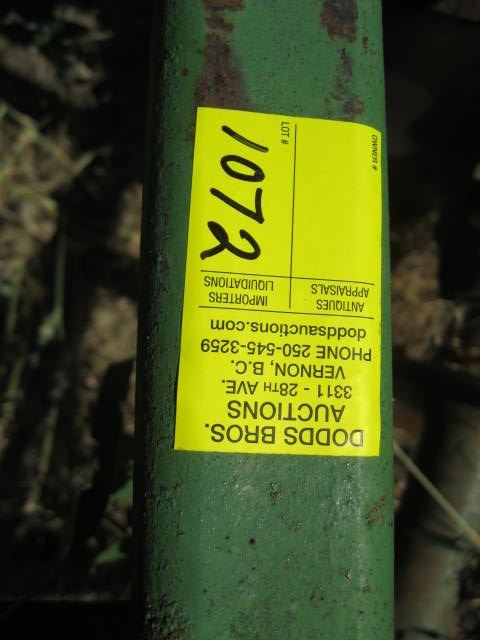 DODDS BROS.
AUCTIONS
3311 - 28TH AVE.
VERNON, B.C.
PHONE 250-545-3259
doddsauctions.com
ANTIQUES IMPORTERS
APPRAISALS LIQUIDATIONS
OWNER #
LOT #
1072